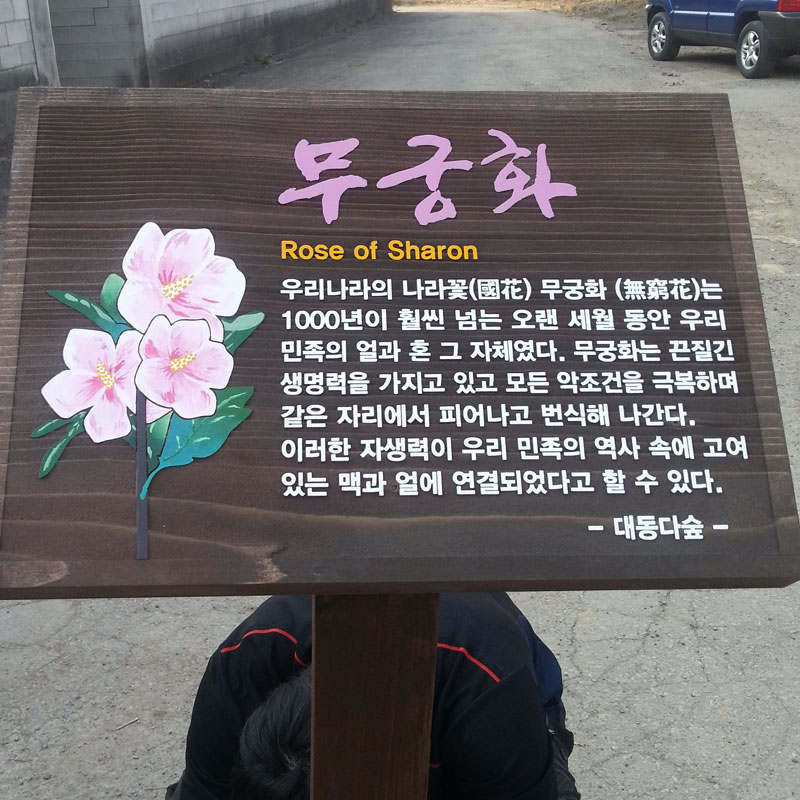 무궁화
Rose of Sharon
우리나라의 나라꽃(國花) 무궁화 (無窮花)는
1000년이 훨씬 넘는 오랜 세월 동안 우리
민족의 얼과 혼 그 자체였다. 무궁화는 끈질긴
생명력을 가지고 있고 모든 악조건을 극복하며
같은 자리에서 피어나고 번식해 나간다.
이러한 자생력이 우리 민족의 역사 속에 고여
있는 맥과 얼에 연결되었다고 할 수 있다.
- 대동다숲 -